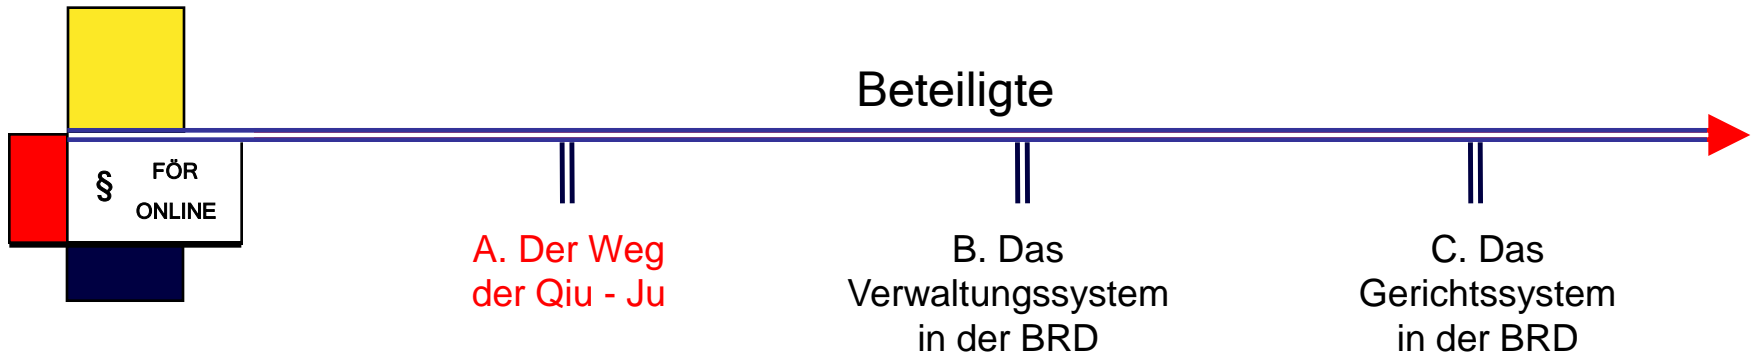 Beteiligte
§ FÖR
ONLINE
A. Der Weg
der Qiu - Ju
B. Das
Verwaltungssystem
in der BRD
C. Das
Gerichtssystem
in der BRD